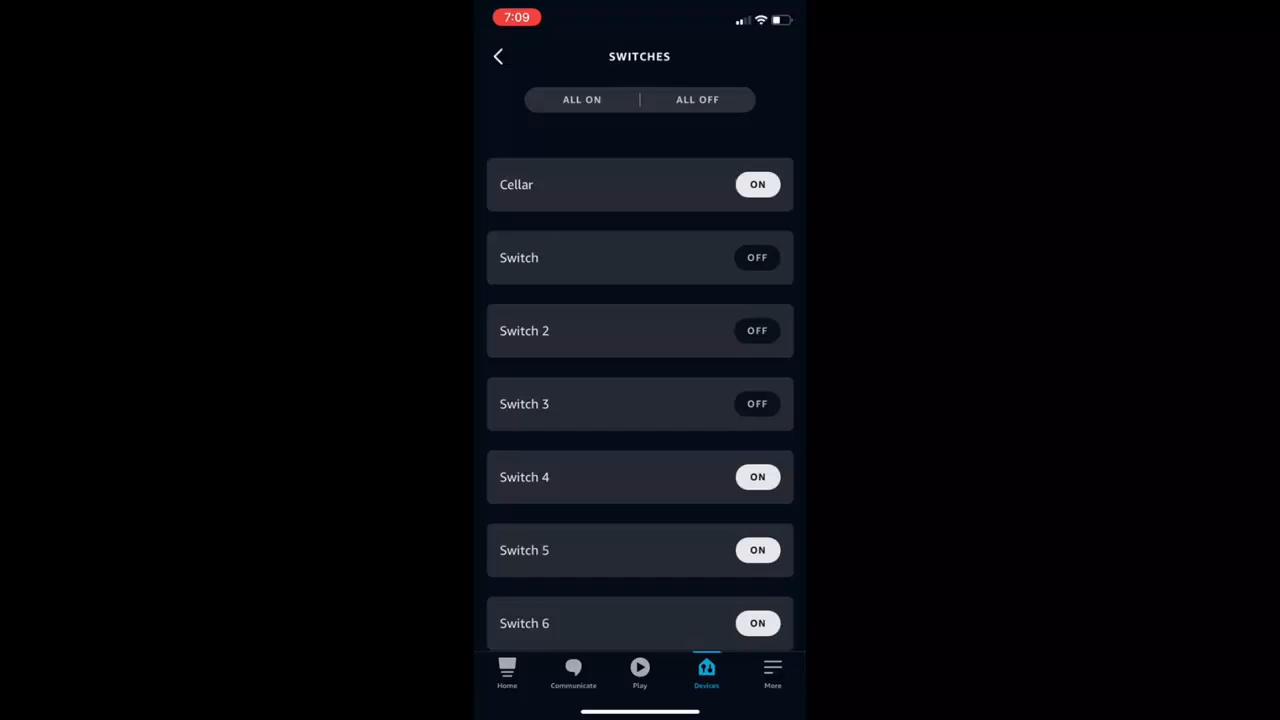 7:09
SWITCHES
ALL ON | ALL OFF
Cellar ON
Switch OFF
Switch 2 OFF
Switch 3 OFF
Switch 4 ON
Switch 5 ON
Switch 6 ON
Home Communicate Play Devices More